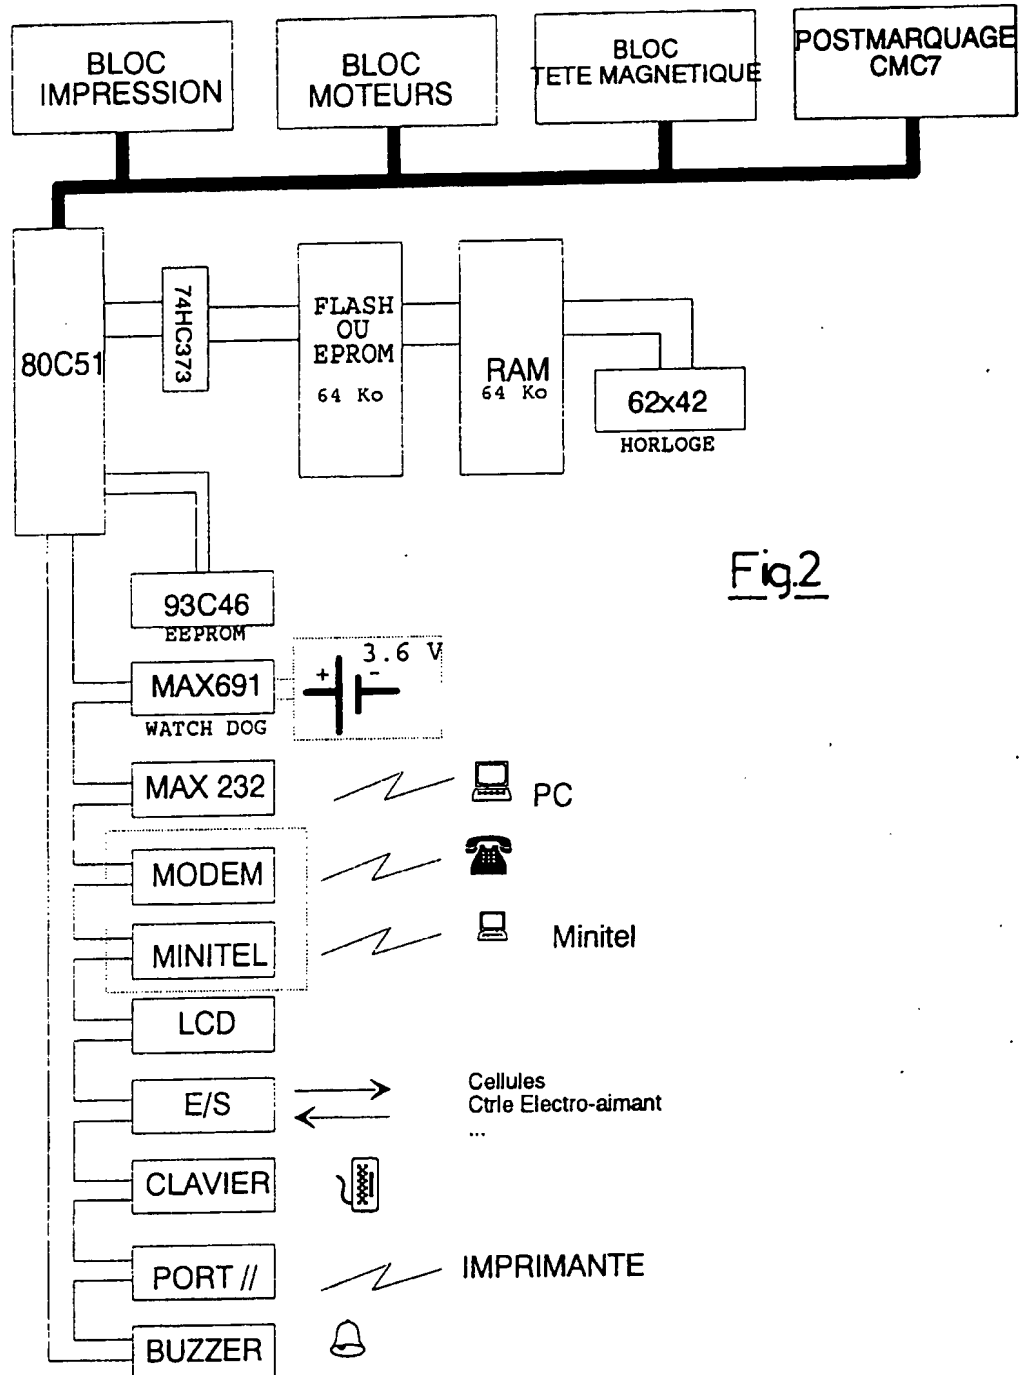 BLOC
IMPRESSION
BLOC
MOTEURS
BLOC
TETE MAGNETIQUE
POSTMARQUAGE
CMC7
80C51
74HC373
FLASH
OU
EPROM
64 Ko
RAM
64 Ko
62x42
HORLOGE
Fig.2
93C46
EEPROM
3.6 V
+ -
MAX691
WATCH DOG
MAX 232
PC
MODEM
MINITEL
Minitel
LCD
E/S
Cellules
Ctrle Electro-aimant
...
CLAVIER
PORT //
IMPRIMANTE
BUZZER